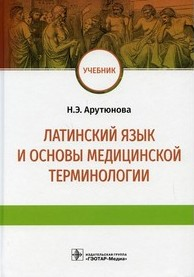 УЧЕБНИК
Н.Э. Арутюнова
ЛАТИНСКИЙ ЯЗЫК
И ОСНОВЫ МЕДИЦИНСКОЙ
ТЕРМИНОЛОГИИ
ИЗДАТЕЛЬСКАЯ ГРУППА
«ГЭОТАР-Медиа»